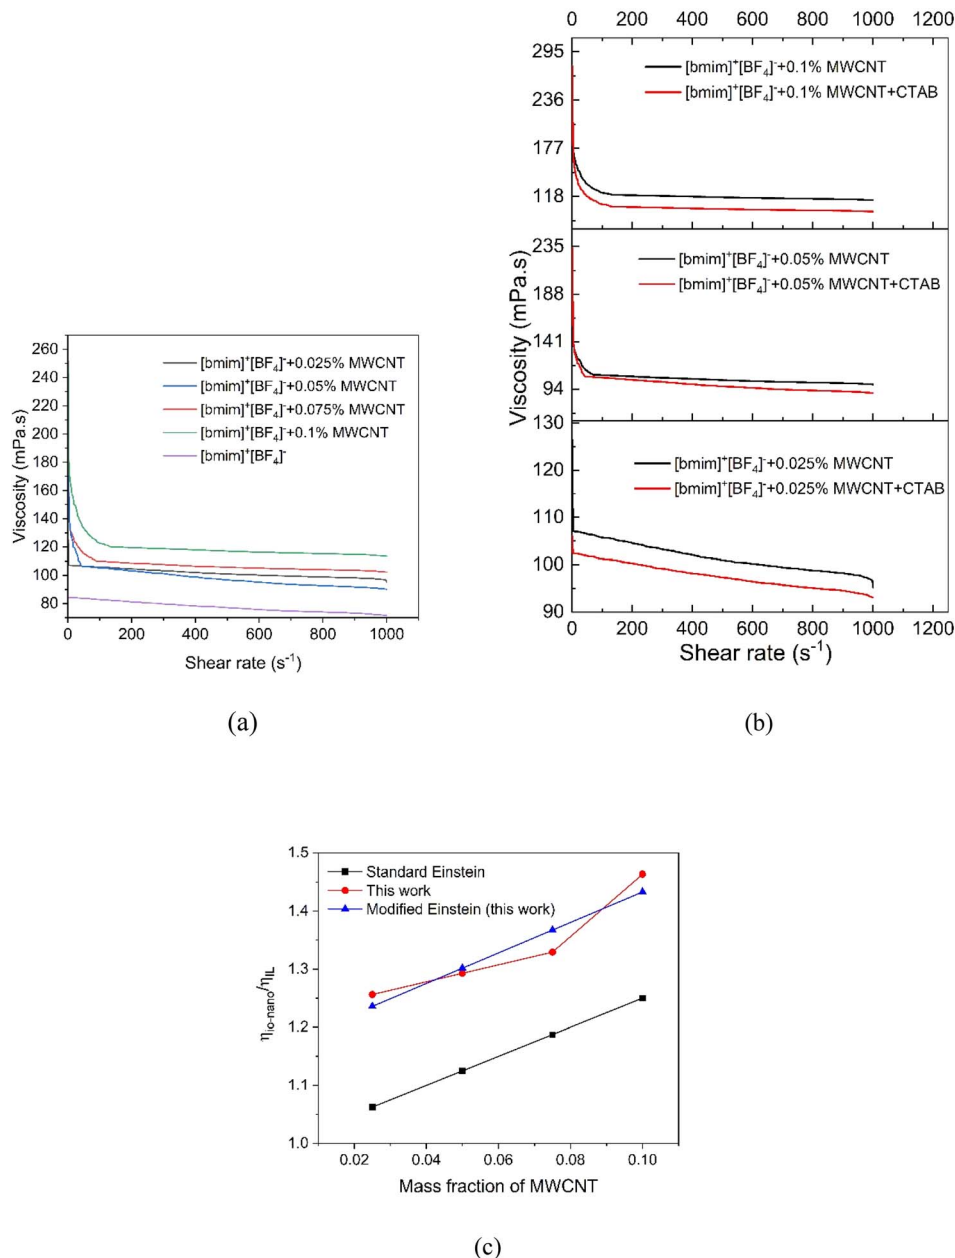 260
240
220
200
180
160
140
120
100
80
Viscosity (mPa.s)
[bmim]⁺[BF₄]⁻+0.025% MWCNT
[bmim]⁺[BF₄]⁻+0.05% MWCNT
[bmim]⁺[BF₄]⁻+0.075% MWCNT
[bmim]⁺[BF₄]⁻+0.1% MWCNT
[bmim]⁺[BF₄]⁻
0 200 400 600 800 1000
Shear rate (s⁻¹)
(a)
0 200 400 600 800 1000 1200
295
236
177
118
[bmim]⁺[BF₄]⁻+0.1% MWCNT
[bmim]⁺[BF₄]⁻+0.1% MWCNT+CTAB
235
188
141
94
[bmim]⁺[BF₄]⁻+0.05% MWCNT
[bmim]⁺[BF₄]⁻+0.05% MWCNT+CTAB
Viscosity (mPa.s)
130
120
110
100
90
[bmim]⁺[BF₄]⁻+0.025% MWCNT
[bmim]⁺[BF₄]⁻+0.025% MWCNT+CTAB
0 200 400 600 800 1000 1200
Shear rate (s⁻¹)
(b)
1.5
1.4
1.3
1.2
1.1
1.0
ηio-nano/ηIL
Standard Einstein
This work
Modified Einstein (this work)
0.02 0.04 0.06 0.08 0.10
Mass fraction of MWCNT
(c)